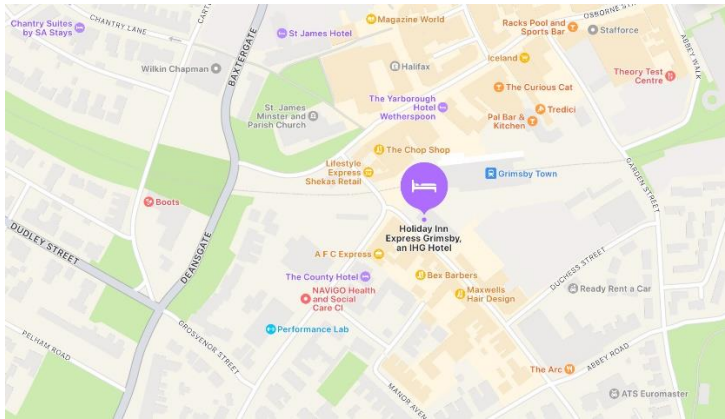 Chantry Suites
by SA Stays
CHANTRY LANE
CART
St James Hotel
Magazine World
Racks Pool and
Sports Bar
OSBORNE ST
Stafforce
ABBEY WALK
Wilkin Chapman
BAXTERGATE
Halifax
Iceland
Theory Test
Centre
The Curious Cat
The Yarborough
Hotel
Wetherspoon
St. James
Minster and
Parish Church
Tredici
Pal Bar &
Kitchen
The Chop Shop
Lifestyle
Express
Shekas Retail
Grimsby Town
GARDEN STREET
Boots
Holiday Inn
Express Grimsby,
an IHG Hotel
DUDLEY STREET
DEANSGATE
A F C Express
The County Hotel
Bex Barbers
DUCHESS STREET
NAViGO Health
and Social
Care CI
Maxwells
Hair Design
Ready Rent a Car
Performance Lab
GROSVENOR STREET
PELHAM ROAD
The Arc
ABBEY ROAD
MANOR AVEN
ATS Euromaster